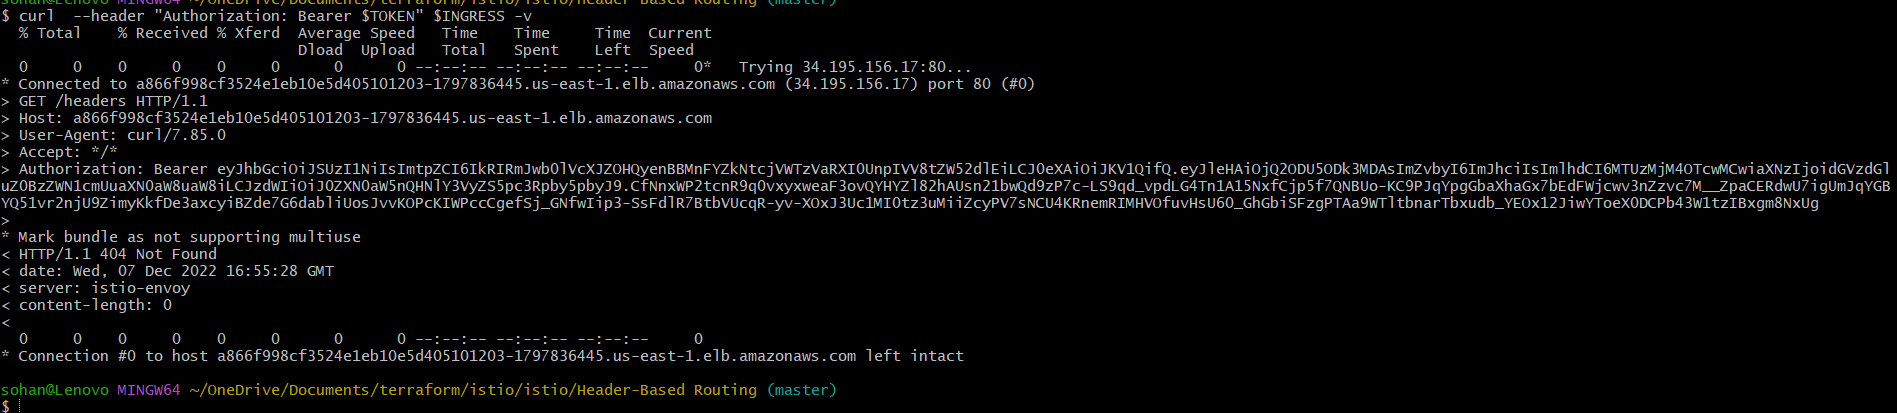 sohan@Lenovo MINGW64 ~/OneDrive/Documents/terraform/istio/istio/Header-Based Routing (master)
$ curl  --header "Authorization: Bearer $TOKEN" $INGRESS -v
  % Total    % Received % Xferd  Average Speed   Time    Time     Time  Current
                                 Dload  Upload   Total   Spent    Left  Speed
  0     0    0     0    0     0      0      0 --:--:-- --:--:-- --:--:--     0*   Trying 34.195.156.17:80...
* Connected to a866f998cf3524e1eb10e5d405101203-1797836445.us-east-1.elb.amazonaws.com (34.195.156.17) port 80 (#0)
> GET /headers HTTP/1.1
> Host: a866f998cf3524e1eb10e5d405101203-1797836445.us-east-1.elb.amazonaws.com
> User-Agent: curl/7.85.0
> Accept: */*
> Authorization: Bearer eyJhbGciOiJSUzI1NiIsImtpZCI6IkRIRmJwb0lVcXJZOHQyenBBMnFYZkNtcjVWTzVaRXI0UnpIVV8tZW52dlEiLCJ0eXAiOiJKV1QifQ.eyJleHAiOjQ2ODU5ODk3MDAsImZvbyI6ImJhciIsImlhdCI6MTUzMjM4OTcwMCwiaXNzIjoidGVzdGl
uZ0BzZWN1cmUuaXN0aW8uaW8iLCJzdWIiOiJ0ZXN0aW5nQHNlY3VyZS5pc3Rpby5pbyJ9.CfNnxWP2tcnR9q0vxyxweaF3ovQYHYZl82hAUsn21bwQd9zP7c-LS9qd_vpdLG4Tn1A15NxfCjp5f7QNBUo-KC9PJqYpgGbaXhaGx7bEdFWjcwv3nZzvc7M__ZpaCERdwU7igUmJqYGB
YQ51vr2njU9ZimyKkfDe3axcyiBZde7G6dabliUosJvvKOPcKIWPccCgefSj_GNfwIip3-SsFdlR7BtbVUcqR-yv-XOxJ3Uc1MI0tz3uMiiZcyPV7sNCU4KRnemRIMHVOfuvHsU60_GhGbiSFzgPTAa9WTltbnarTbxudb_YEOx12JiwYToeX0DCPb43W1tzIBxgm8NxUg
>
* Mark bundle as not supporting multiuse
< HTTP/1.1 404 Not Found
< date: Wed, 07 Dec 2022 16:55:28 GMT
< server: istio-envoy
< content-length: 0
<
  0     0    0     0    0     0      0      0 --:--:-- --:--:-- --:--:--     0
* Connection #0 to host a866f998cf3524e1eb10e5d405101203-1797836445.us-east-1.elb.amazonaws.com left intact
sohan@Lenovo MINGW64 ~/OneDrive/Documents/terraform/istio/istio/Header-Based Routing (master)
$